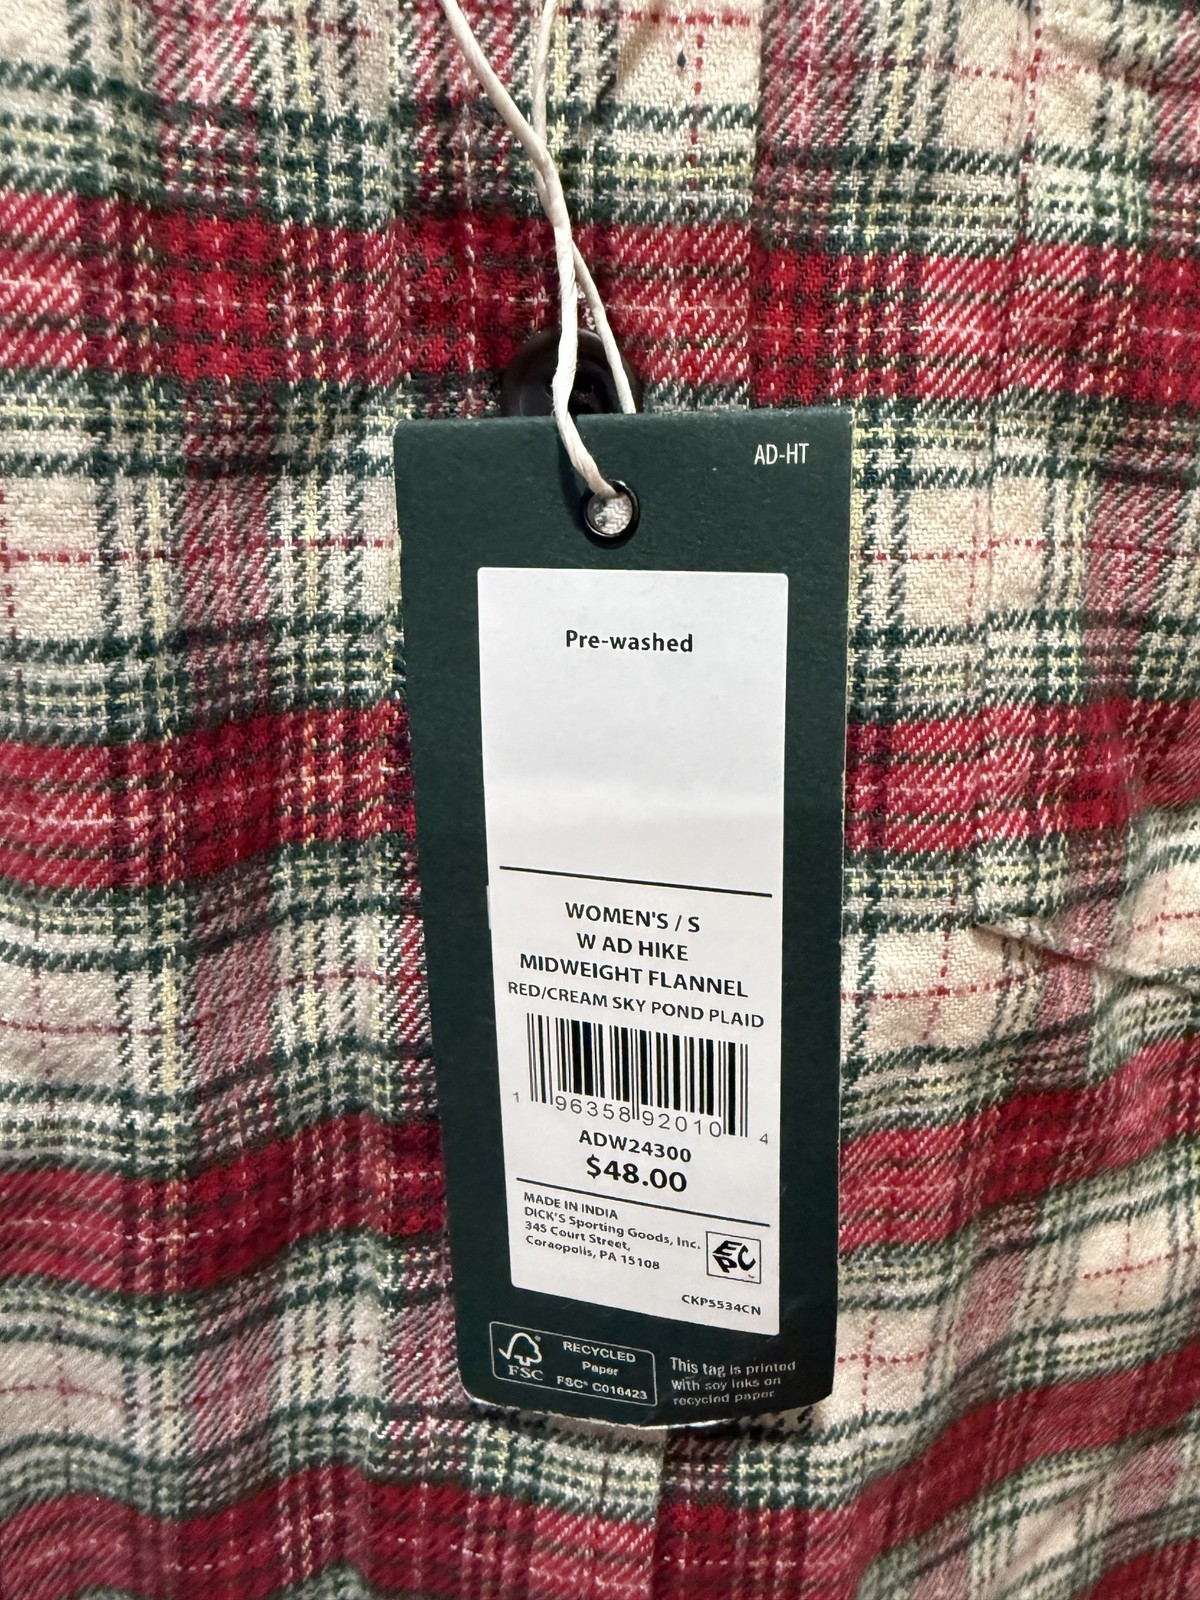 AD-HT
Pre-washed
WOMEN'S / S
W AD HIKE
MIDWEIGHT FLANNEL
RED/CREAM SKY POND PLAID
1 96358 92010 4
ADW24300
$48.00
MADE IN INDIA
DICK'S Sporting Goods, Inc.
345 Court Street,
Coraopolis, PA 15108
EPC
CKP5534CN
FSC
RECYCLED
Paper
FSC® C016423
This tag is printed
with soy inks on
recycled paper